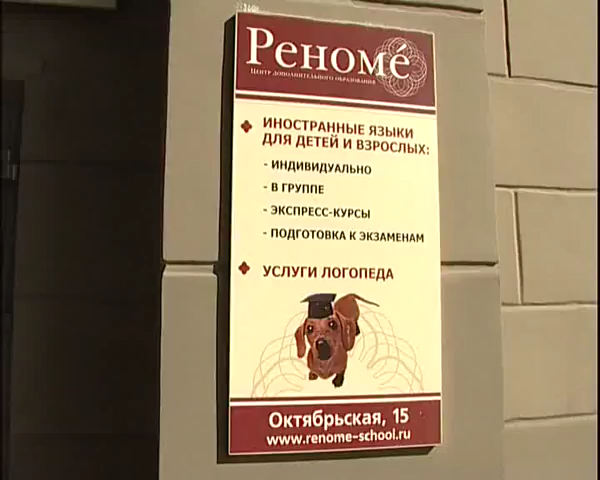 Реномé
Центр дополнительного образования
ИНОСТРАННЫЕ ЯЗЫКИ
ДЛЯ ДЕТЕЙ И ВЗРОСЛЫХ:
- ИНДИВИДУАЛЬНО
- В ГРУППЕ
- ЭКСПРЕСС-КУРСЫ
- ПОДГОТОВКА К ЭКЗАМЕНАМ
УСЛУГИ ЛОГОПЕДА
Октябрьская, 15
www.renome-school.ru